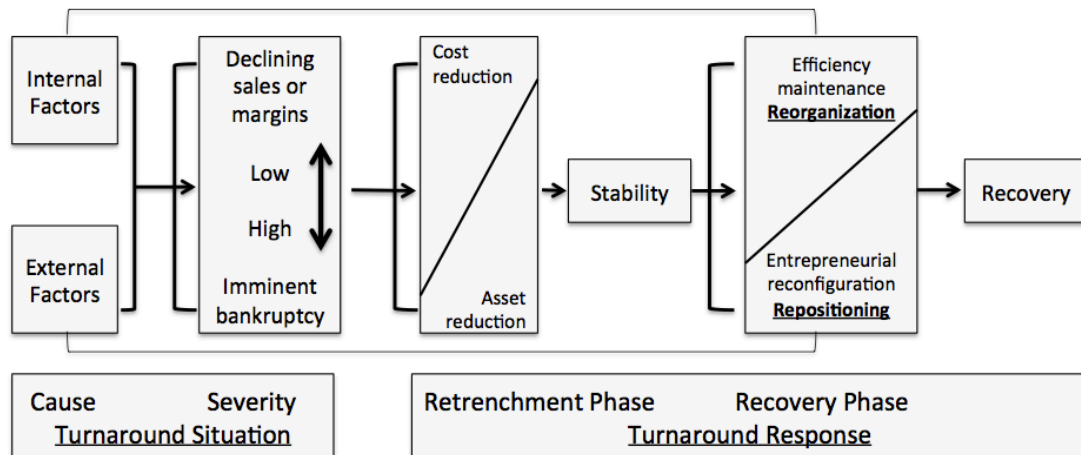 Internal
Factors
External
Factors
Declining
sales or
margins
Low
High
Imminent
bankruptcy
Cost
reduction
Asset
reduction
Stability
Efficiency
maintenance
Reorganization
Entrepreneurial
reconfiguration
Repositioning
Recovery
Cause Severity
Turnaround Situation
Retrenchment Phase Recovery Phase
Turnaround Response